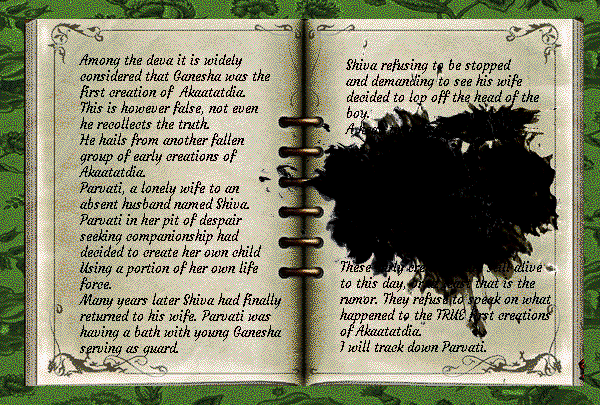 Among the deva it is widely
considered that Ganesha was the
first creation of Akaatatdia.
This is however false, not even
he recollects the truth.
He hails from another fallen
group of early creations of
Akaatatdia.
Parvati, a lonely wife to an
absent husband named Shiva.
Parvati in her pit of despair
seeking companionship had
decided to create her own child
Using a portion of her own life
force.
Many years later Shiva had finally
returned to his wife. Parvati was
having a bath with young Ganesha
serving as guard.
Shiva refusing to be stopped
and demanding to see his wife
decided to lop off the head of the
boy.
These alive
to this day, that is the
rumor. They refuse to speak on what
happened to the TRUE first creations
of Akaatatdia.
I will track down Parvati.